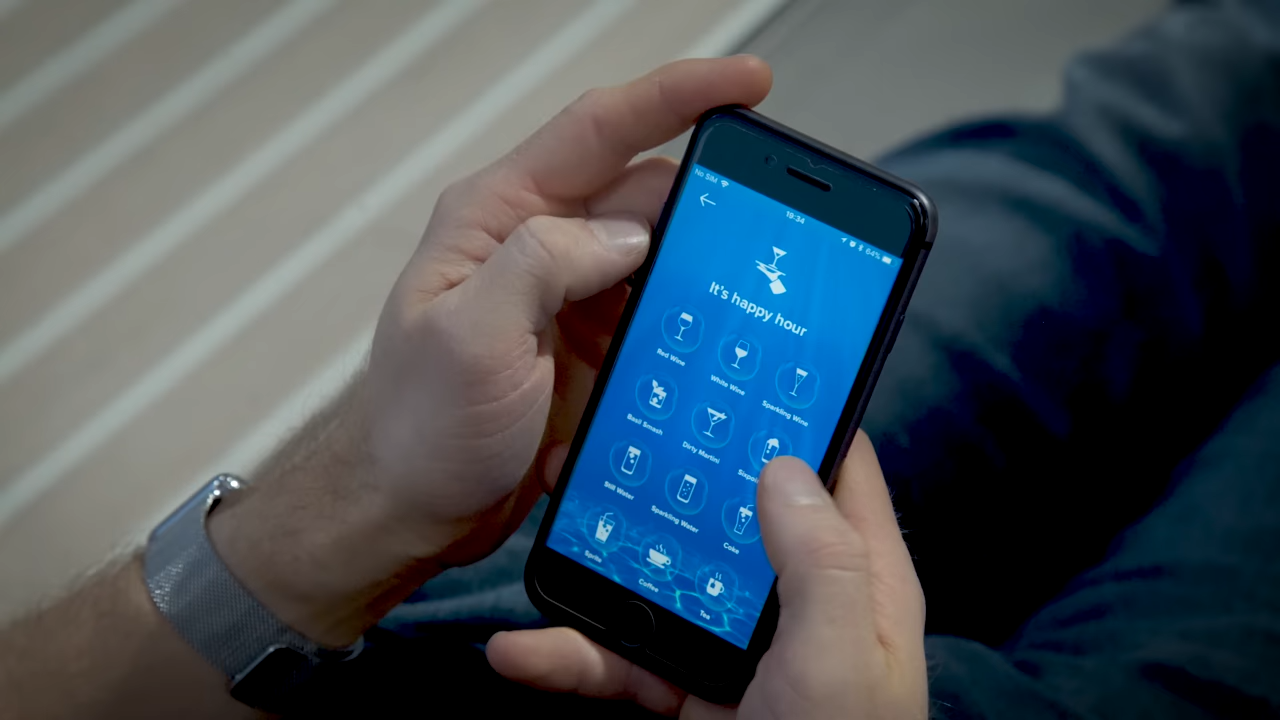 No SIM
19:34
64%
It's happy hour
Red Wine
White Wine
Sparkling Wine
Basil Smash
Dirty Martini
Still Water
Sparkling Water
Coke
Sprite
Coffee
Tea